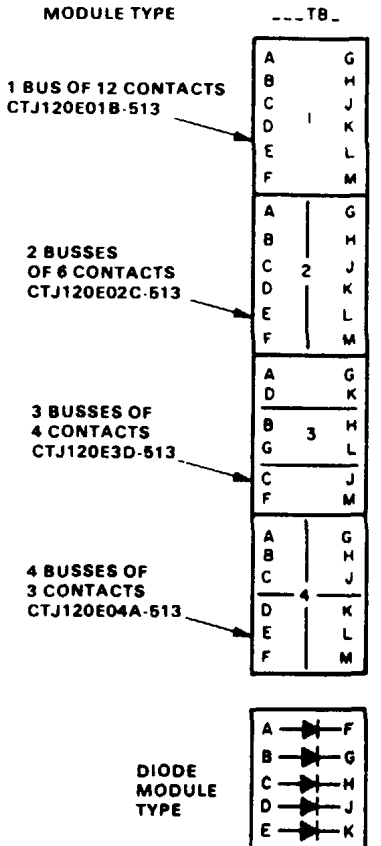 MODULE TYPE
___TB_
1 BUS OF 12 CONTACTS
CTJ120E01B-513
A G
B H
C J
D 1 K
E L
F M
2 BUSSES
OF 6 CONTACTS
CTJ120E02C-513
A G
B H
C 2 J
D K
E L
F M
3 BUSSES OF
4 CONTACTS
CTJ120E3D-513
A G
D K
B H
3
G L
C J
F M
4 BUSSES OF
3 CONTACTS
CTJ120E04A-513
A G
B H
C J
4
D K
E L
F M
DIODE
MODULE
TYPE
A F
B G
C H
D J
E K